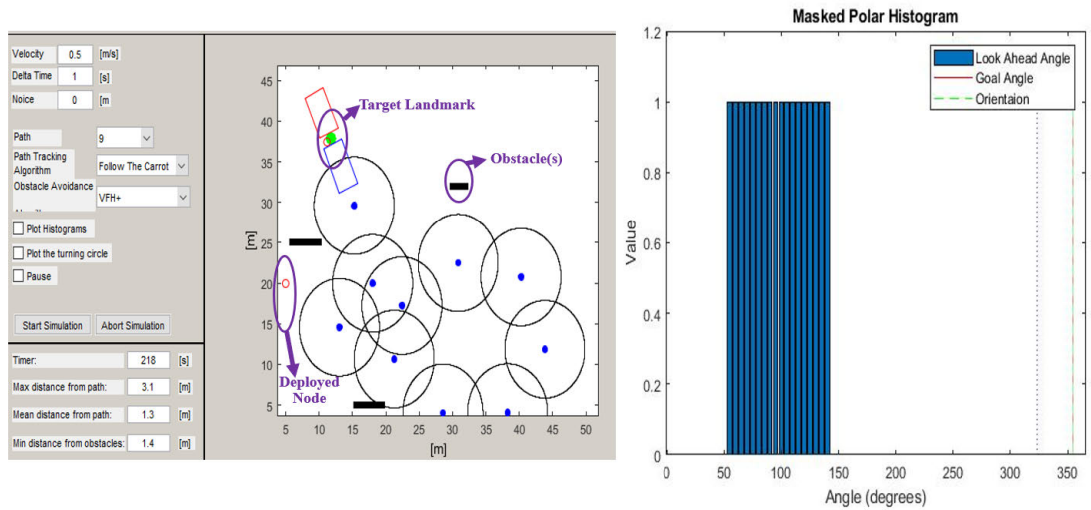 Velocity 0.5 [m/s]
Delta Time 1 [s]
Noice 0 [m
Path 9
Path Tracking
Algorithm Follow The Carrot
Obstacle Avoidance
VFH+
Plot Histograms
Plot the turning circle
Pause
Start Simulation Abort Simulation
Timer: 218 [s]
Max distance from path: 3.1 [m]
Mean distance from path: 1.3 [m]
Min distance from obstacles: 1.4 [m]
45
40
35
30
25
20
15
10
5
[m]
5 10 15 20 25 30 35 40 45 50
[m]
Target Landmark
Obstacle(s)
Deployed
Node
Masked Polar Histogram
1.2
1
0.8
0.6
0.4
0.2
0
Value
0 50 100 150 200 250 300 350
Angle (degrees)
Look Ahead Angle
Goal Angle
Orientaion